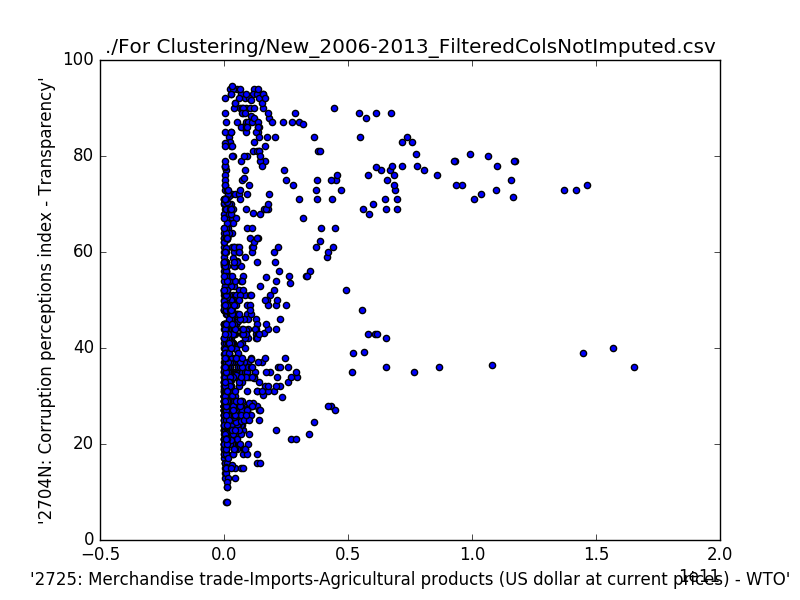 ./For Clustering/New_2006-2013_FilteredColsNotImputed.csv
'2704N: Corruption perceptions index - Transparency'
100
80
60
40
20
0
−0.5 0.0 0.5 1.0 1.5 2.0
1e11
'2725: Merchandise trade-Imports-Agricultural products (US dollar at current prices) - WTO'